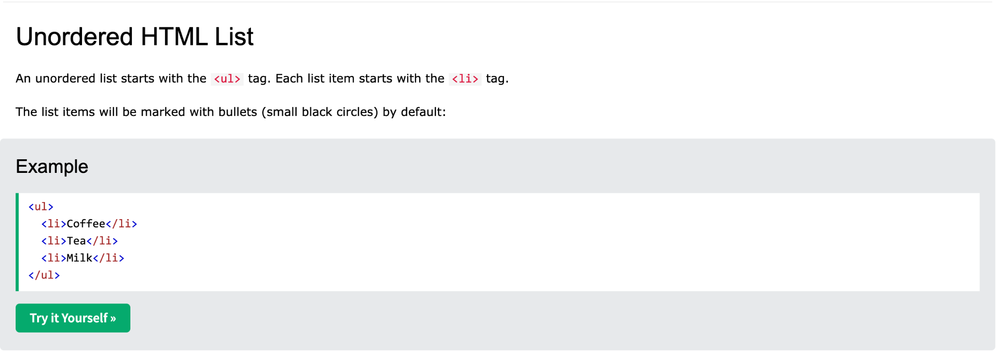 Unordered HTML List
An unordered list starts with the <ul> tag. Each list item starts with the <li> tag.
The list items will be marked with bullets (small black circles) by default:
Example
<ul>
  <li>Coffee</li>
  <li>Tea</li>
  <li>Milk</li>
</ul>
Try it Yourself »